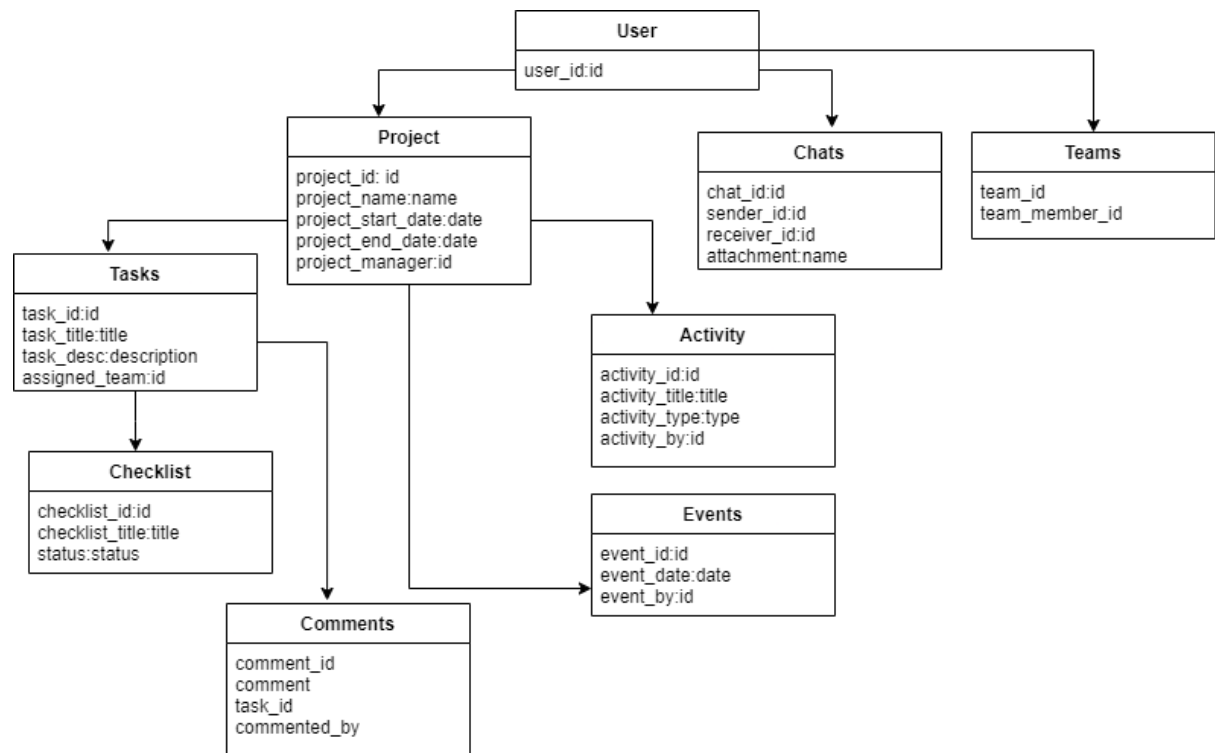 User
user_id:id
Project
project_id: id
project_name:name
project_start_date:date
project_end_date:date
project_manager:id
Chats
chat_id:id
sender_id:id
receiver_id:id
attachment:name
Teams
team_id
team_member_id
Tasks
task_id:id
task_title:title
task_desc:description
assigned_team:id
Activity
activity_id:id
activity_title:title
activity_type:type
activity_by:id
Checklist
checklist_id:id
checklist_title:title
status:status
Events
event_id:id
event_date:date
event_by:id
Comments
comment_id
comment
task_id
commented_by